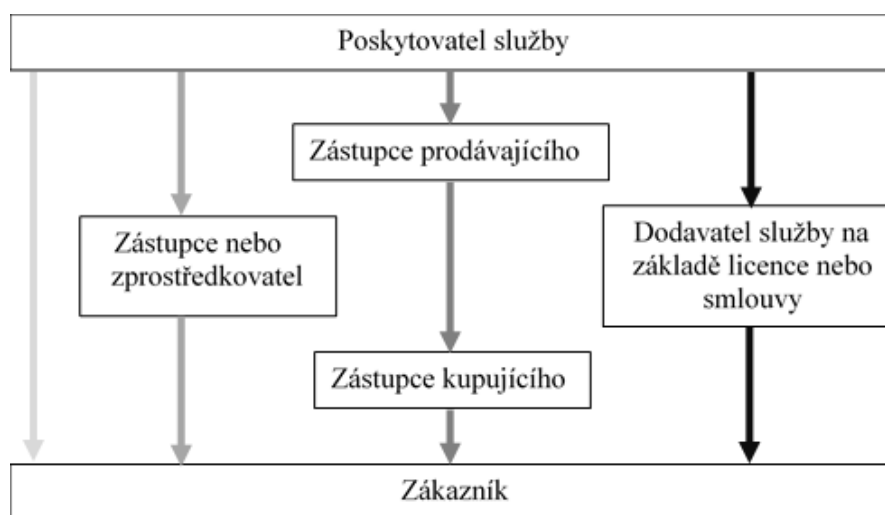 Poskytovatel služby
Zástupce prodávajícího
Zástupce nebo
zprostředkovatel
Dodavatel služby na
základě licence nebo
smlouvy
Zástupce kupujícího
Zákazník